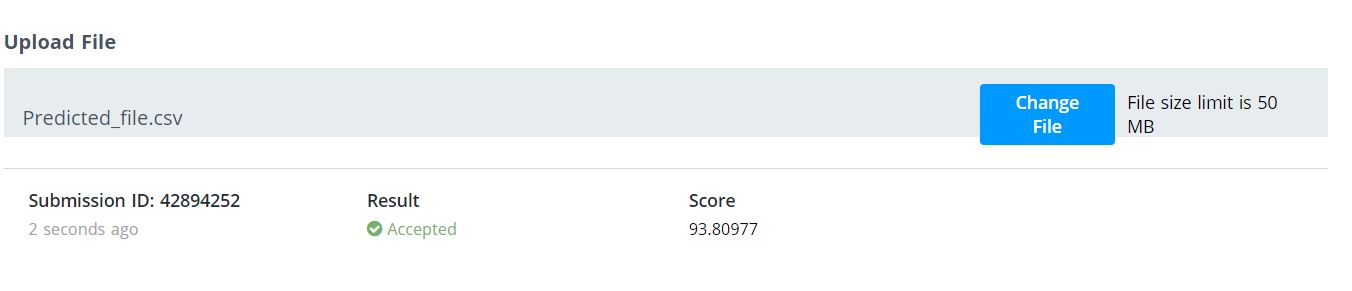 Upload File
Predicted_file.csv
Change
File
File size limit is 50
MB
Submission ID: 42894252
Result
Score
2 seconds ago
Accepted
93.80977